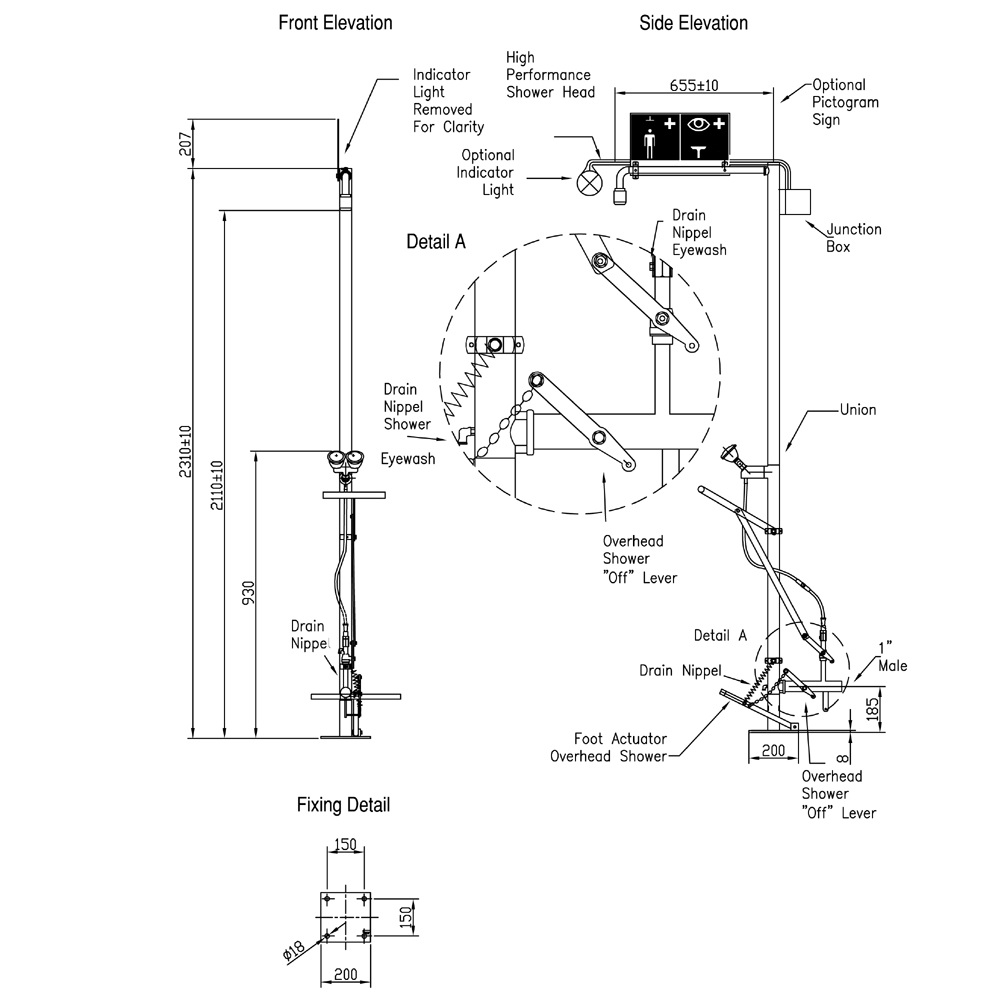 Front Elevation
Side Elevation
Indicator
Light
Removed
For Clarity
High
Performance
Shower Head
655±10
Optional
Pictogram
Sign
207
Optional
Indicator
Light
Junction
Box
Detail A
Drain
Nippel
Eyewash
Drain
Nippel
Shower
Eyewash
Union
2310±10
2110±10
930
Overhead
Shower
"Off" Lever
Drain
Nippel
Detail A
Drain Nippel
1"
Male
185
Foot Actuator
Overhead Shower
200
8
Overhead
Shower
"Off" Lever
Fixing Detail
150
150
Ø18
200